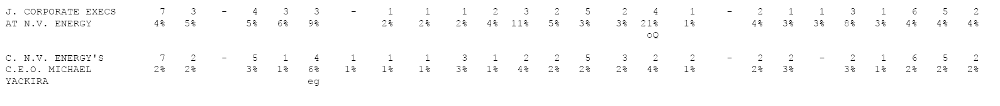 J. CORPORATE EXECS 7 3 - 4 3 3 - 1 1 1 2 3 2 5 2 4 1 - 2 1 1 3 1 6 5 2
AT N.V. ENERGY 4% 5% 5% 6% 9% 2% 2% 2% 4% 11% 5% 3% 3% 21% 1% 4% 3% 3% 8% 3% 4% 4% 4%
oQ
C. N.V. ENERGY'S 7 2 - 5 1 4 1 1 1 3 1 2 2 5 3 2 2 - 2 2 - 2 1 6 5 2
C.E.O. MICHAEL 2% 2% 3% 1% 6% 1% 1% 1% 3% 1% 4% 2% 2% 2% 4% 1% 2% 3% 3% 1% 2% 2% 2%
YACKIRA eg